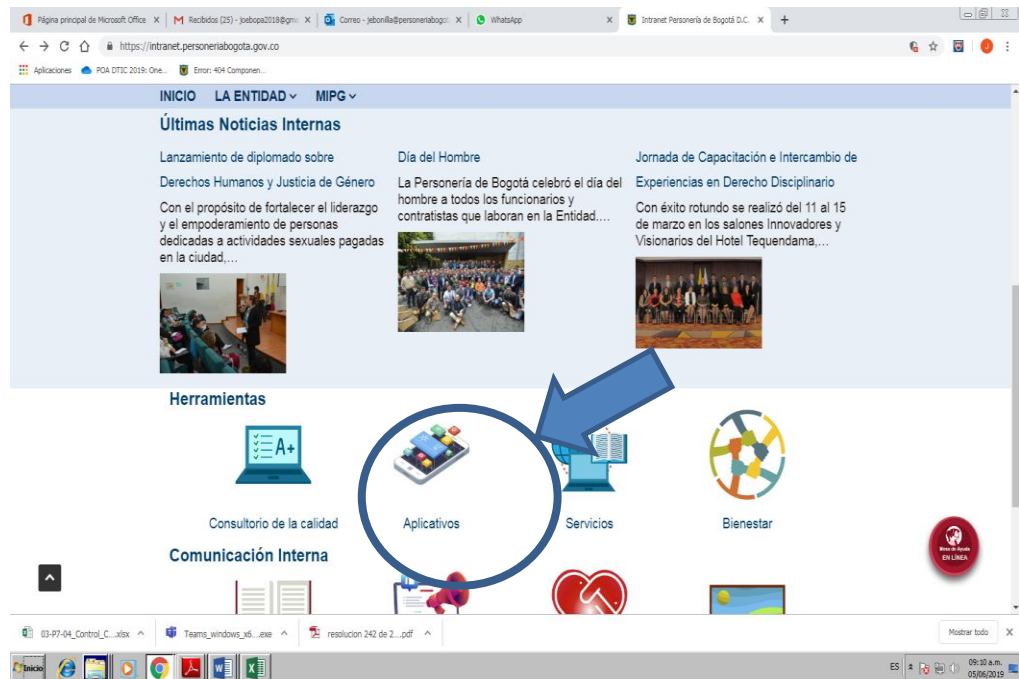 Página principal de Microsoft Office
Recibidos (25) - joebopa2018@gm
Correo - jebonilla@personeriabogot
WhatsApp
Intranet Personería de Bogotá D.C.
https://intranet.personeriabogota.gov.co
Aplicaciones
POA DTIC 2019: One...
Error: 404 Componen...
INICIO LA ENTIDAD MIPG
Últimas Noticias Internas
Lanzamiento de diplomado sobre
Derechos Humanos y Justicia de Género
Con el propósito de fortalecer el liderazgo
y el empoderamiento de personas
dedicadas a actividades sexuales pagadas
en la ciudad,...
Día del Hombre
La Personería de Bogotá celebró el día del
hombre a todos los funcionarios y
contratistas que laboran en la Entidad....
Jornada de Capacitación e Intercambio de
Experiencias en Derecho Disciplinario
Con éxito rotundo se realizó del 11 al 15
de marzo en los salones Innovadores y
Visionarios del Hotel Tequendama,...
Herramientas
A+
Consultorio de la calidad
Aplicativos
Servicios
Bienestar
Comunicación Interna
Mesa de Ayuda
EN LÍNEA
03-P7-04_Control_C....xlsx
Teams_windows_x6....exe
resolucion 242 de 2....pdf
Mostrar todo
Inicio
ES
09:10 a.m.
05/06/2019